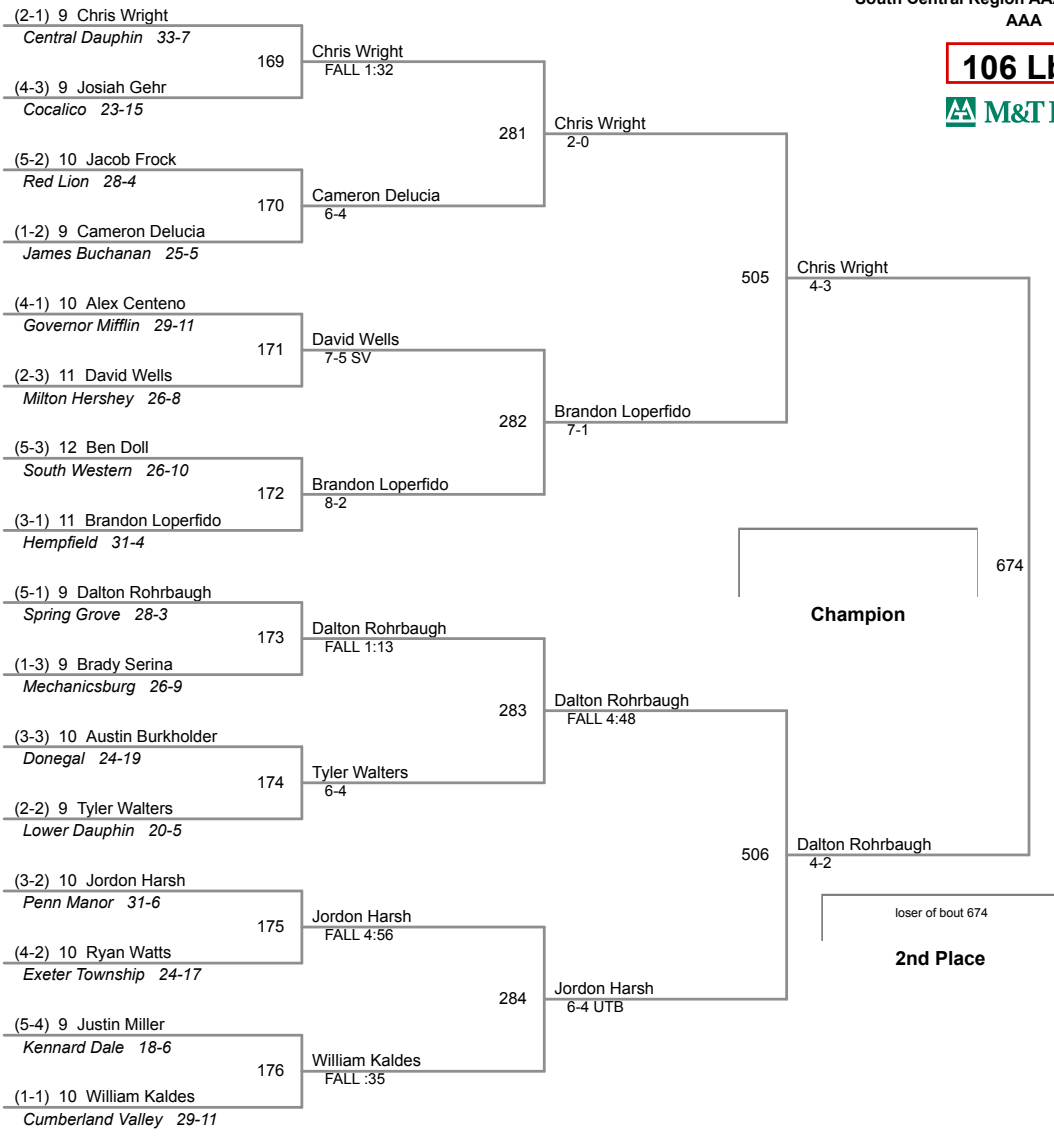 South Central Region
AAA
106
M&T
(2-1) 9 Chris Wright
Central Dauphin 33-7
169
Chris Wright
FALL 1:32
(4-3) 9 Josiah Gehr
Cocalico 23-15
281
Chris Wright
2-0
(5-2) 10 Jacob Frock
Red Lion 28-4
170
Cameron Delucia
6-4
(1-2) 9 Cameron Delucia
James Buchanan 25-5
505
Chris Wright
4-3
(4-1) 10 Alex Centeno
Governor Mifflin 29-11
171
David Wells
7-5 SV
(2-3) 11 David Wells
Milton Hershey 26-8
282
Brandon Loperfido
7-1
(5-3) 12 Ben Doll
South Western 26-10
172
Brandon Loperfido
8-2
(3-1) 11 Brandon Loperfido
Hempfield 31-4
674
Champion
(5-1) 9 Dalton Rohrbaugh
Spring Grove 28-3
173
Dalton Rohrbaugh
FALL 1:13
(1-3) 9 Brady Serina
Mechanicsburg 26-9
283
Dalton Rohrbaugh
FALL 4:48
(3-3) 10 Austin Burkholder
Donegal 24-19
174
Tyler Walters
6-4
(2-2) 9 Tyler Walters
Lower Dauphin 20-5
506
Dalton Rohrbaugh
4-2
(3-2) 10 Jordon Harsh
Penn Manor 31-6
175
Jordon Harsh
FALL 4:56
(4-2) 10 Ryan Watts
Exeter Township 24-17
loser of bout 674
2nd Place
284
Jordon Harsh
6-4 UTB
(5-4) 9 Justin Miller
Kennard Dale 18-6
176
William Kaldes
FALL :35
(1-1) 10 William Kaldes
Cumberland Valley 29-11